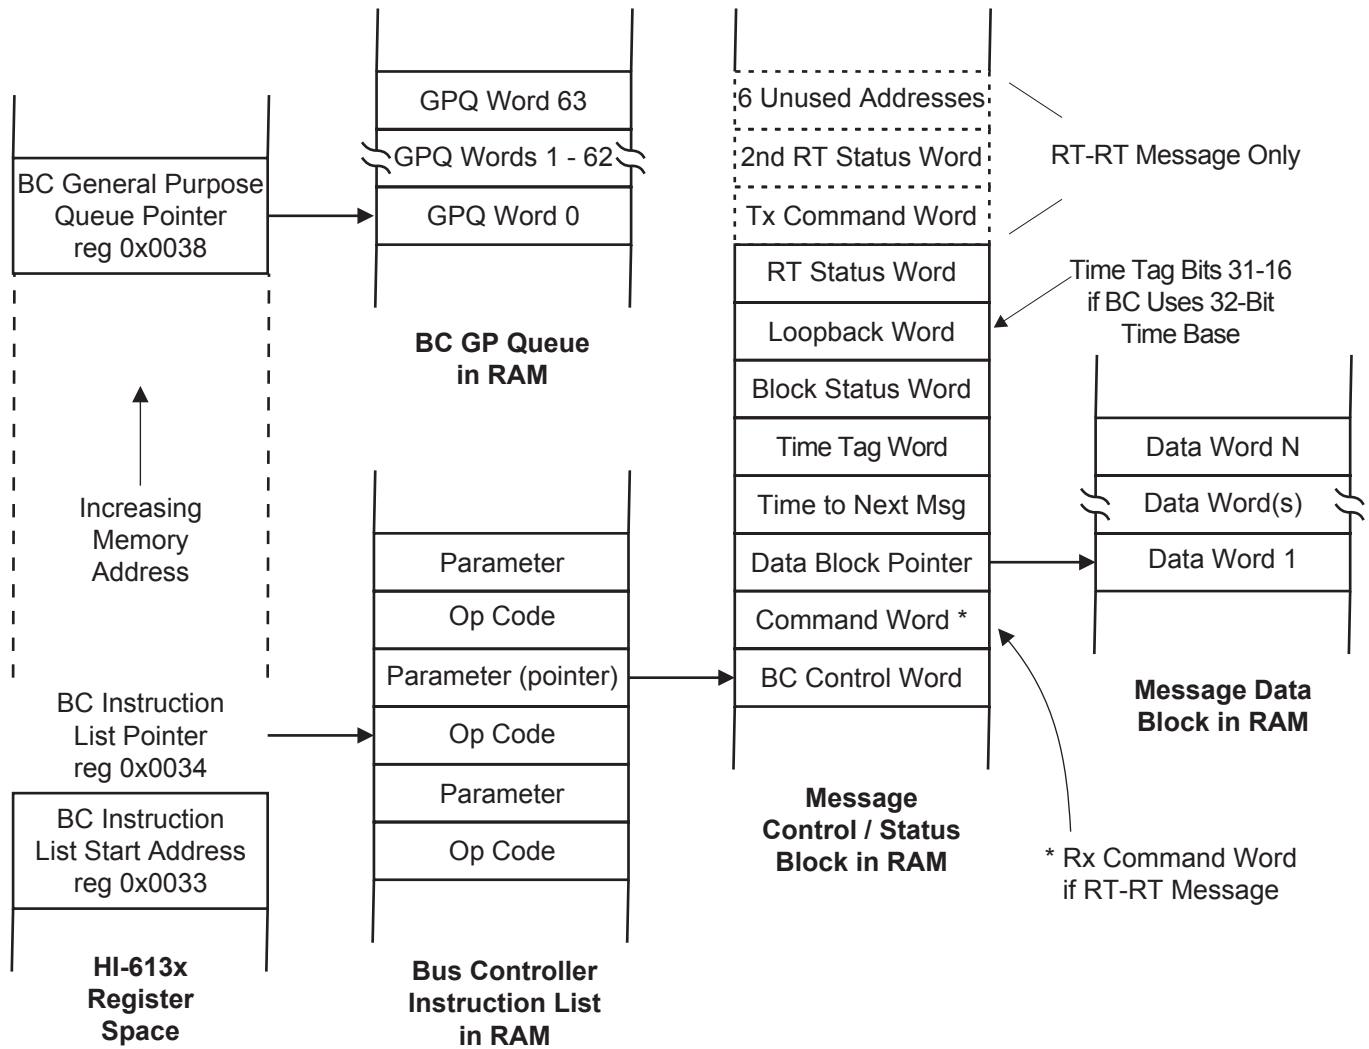 BC General Purpose
Queue Pointer
reg 0x0038
Increasing
Memory
Address
BC Instruction
List Pointer
reg 0x0034
BC Instruction
List Start Address
reg 0x0033
HI-613x
Register
Space
GPQ Word 63
GPQ Words 1 - 62
GPQ Word 0
BC GP Queue
in RAM
Parameter
Op Code
Parameter (pointer)
Op Code
Parameter
Op Code
Bus Controller
Instruction List
in RAM
6 Unused Addresses
2nd RT Status Word
Tx Command Word
RT Status Word
Loopback Word
Block Status Word
Time Tag Word
Time to Next Msg
Data Block Pointer
Command Word *
BC Control Word
Message
Control / Status
Block in RAM
RT-RT Message Only
Time Tag Bits 31-16
if BC Uses 32-Bit
Time Base
Data Word N
Data Word(s)
Data Word 1
Message Data
Block in RAM
* Rx Command Word
if RT-RT Message